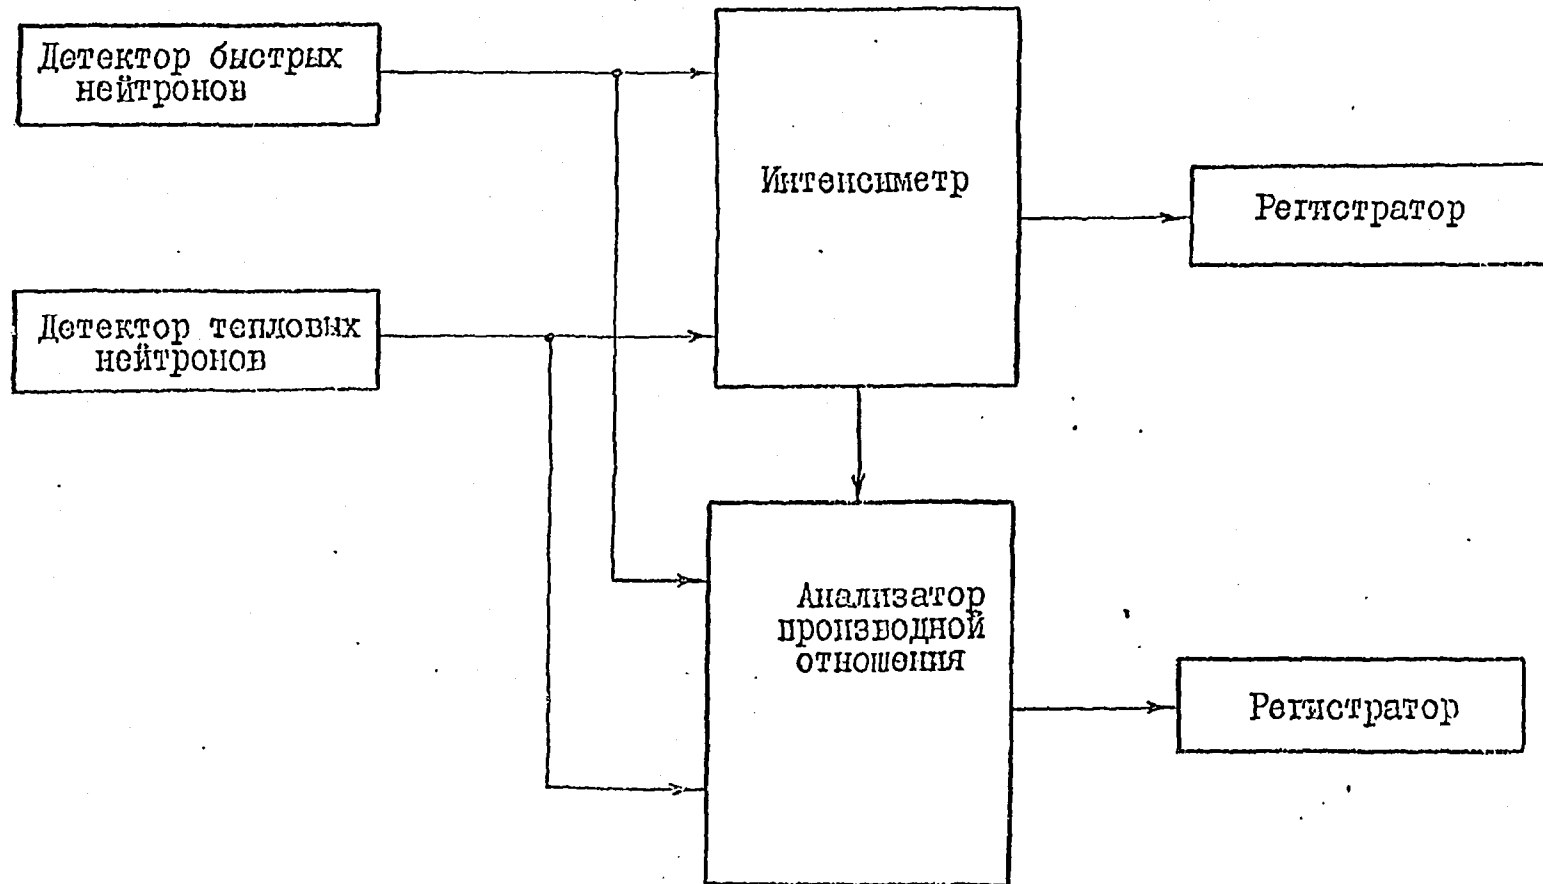 Детектор быстрых
нейтронов
Интенсиметр
Регистратор
Детектор тепловых
нейтронов
Анализатор
производной
отношения
Регистратор